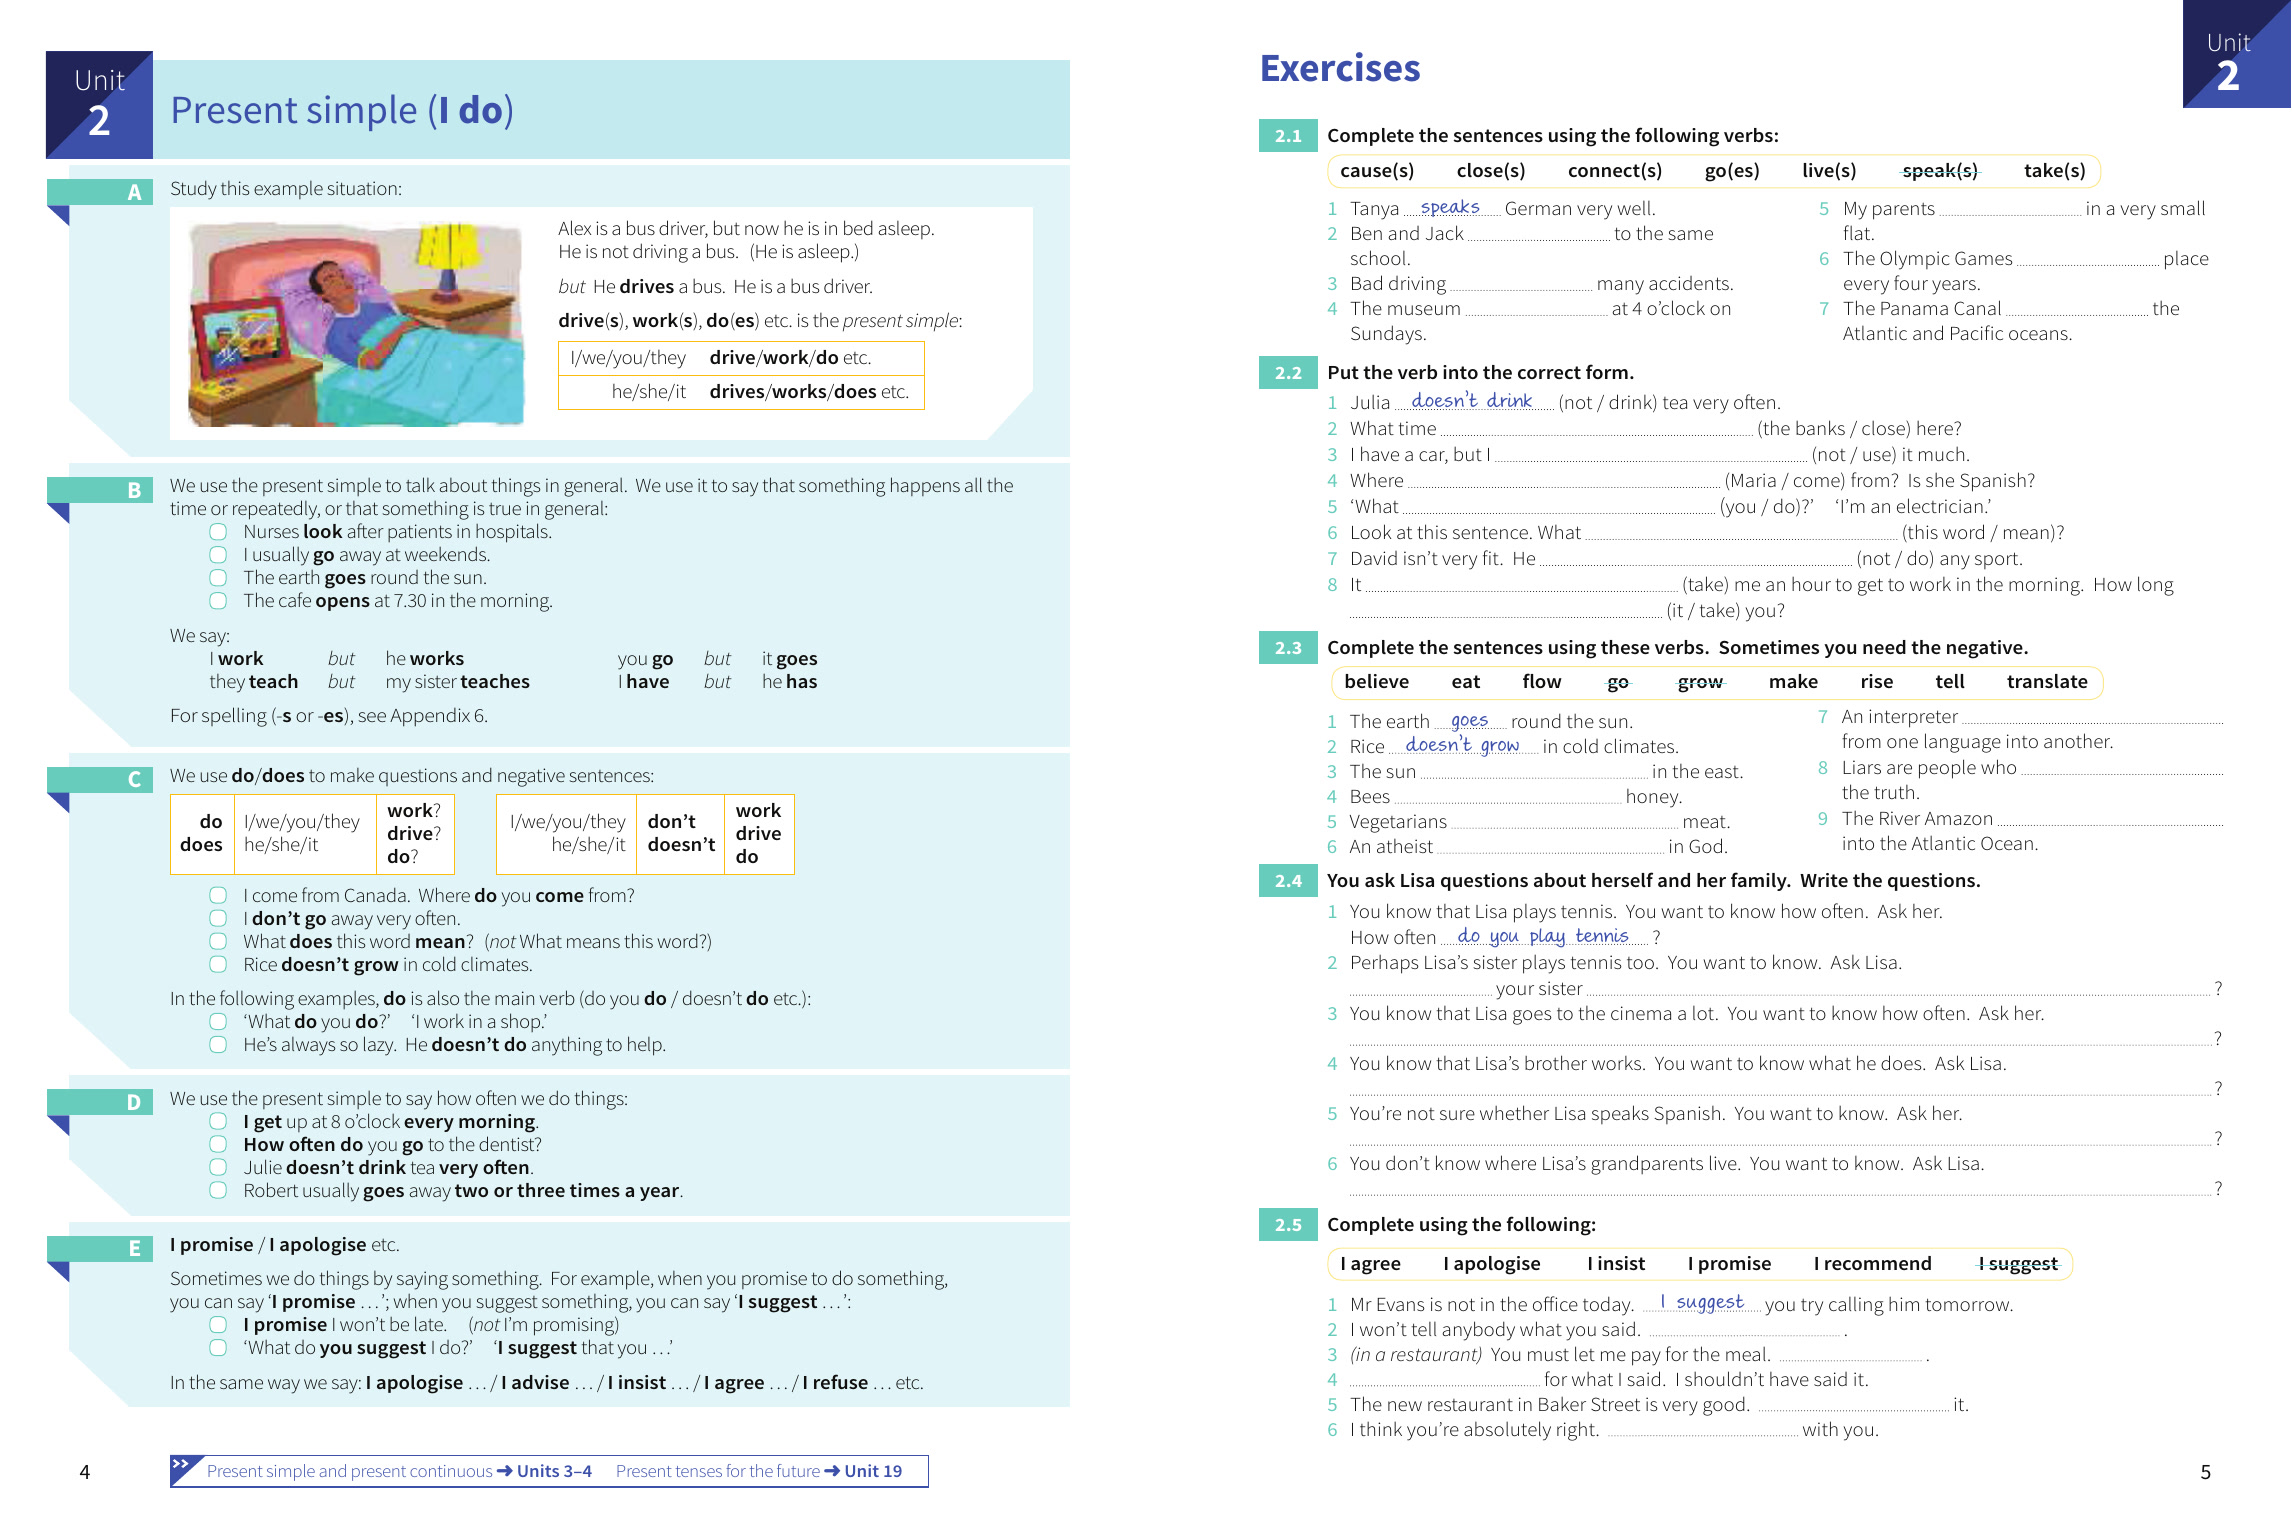 Unit
2
Present simple (I do)
A
Study this example situation:
Alex is a bus driver, but now he is in bed asleep.
He is not driving a bus. (He is asleep.)
but He drives a bus. He is a bus driver.
drive(s), work(s), do(es) etc. is the present simple:
I/we/you/they drive/work/do etc.
he/she/it drives/works/does etc.
B
We use the present simple to talk about things in general. We use it to say that something happens all the
time or repeatedly, or that something is true in general:
Nurses look after patients in hospitals.
I usually go away at weekends.
The earth goes round the sun.
The cafe opens at 7.30 in the morning.
We say:
I work but he works you go but it goes
they teach but my sister teaches I have but he has
For spelling (-s or -es), see Appendix 6.
C
We use do/does to make questions and negative sentences:
do
does
I/we/you/they
he/she/it
work?
drive?
do?
I/we/you/they
he/she/it
don't
doesn't
work
drive
do
I come from Canada. Where do you come from?
I don't go away very often.
What does this word mean? (not What means this word?)
Rice doesn't grow in cold climates.
In the following examples, do is also the main verb (do you do / doesn't do etc.):
‘What do you do?’ ‘I work in a shop.’
He's always so lazy. He doesn't do anything to help.
D
We use the present simple to say how often we do things:
I get up at 8 o'clock every morning.
How often do you go to the dentist?
Julie doesn't drink tea very often.
Robert usually goes away two or three times a year.
E
I promise / I apologise etc.
Sometimes we do things by saying something. For example, when you promise to do something,
you can say ‘I promise …’; when you suggest something, you can say ‘I suggest …’:
I promise I won't be late. (not I'm promising)
‘What do you suggest I do?’ ‘I suggest that you …’
In the same way we say: I apologise … / I advise … / I insist … / I agree … / I refuse … etc.
4
>> Present simple and present continuous ➜ Units 3–4 Present tenses for the future ➜ Unit 19
Unit
2
Exercises
2.1 Complete the sentences using the following verbs:
cause(s) close(s) connect(s) go(es) live(s) speak(s) take(s)
1 Tanya speaks German very well.
2 Ben and Jack to the same
school.
3 Bad driving many accidents.
4 The museum at 4 o'clock on
Sundays.
5 My parents in a very small
flat.
6 The Olympic Games place
every four years.
7 The Panama Canal the
Atlantic and Pacific oceans.
2.2 Put the verb into the correct form.
1 Julia doesn't drink (not / drink) tea very often.
2 What time (the banks / close) here?
3 I have a car, but I (not / use) it much.
4 Where (Maria / come) from? Is she Spanish?
5 ‘What (you / do)?’ ‘I'm an electrician.’
6 Look at this sentence. What (this word / mean)?
7 David isn't very fit. He (not / do) any sport.
8 It (take) me an hour to get to work in the morning. How long
(it / take) you?
2.3 Complete the sentences using these verbs. Sometimes you need the negative.
believe eat flow go grow make rise tell translate
1 The earth goes round the sun.
2 Rice doesn't grow in cold climates.
3 The sun in the east.
4 Bees honey.
5 Vegetarians meat.
6 An atheist in God.
7 An interpreter
from one language into another.
8 Liars are people who
the truth.
9 The River Amazon
into the Atlantic Ocean.
2.4 You ask Lisa questions about herself and her family. Write the questions.
1 You know that Lisa plays tennis. You want to know how often. Ask her.
How often do you play tennis ?
2 Perhaps Lisa's sister plays tennis too. You want to know. Ask Lisa.
your sister ?
3 You know that Lisa goes to the cinema a lot. You want to know how often. Ask her.
?
4 You know that Lisa's brother works. You want to know what he does. Ask Lisa.
?
5 You're not sure whether Lisa speaks Spanish. You want to know. Ask her.
?
6 You don't know where Lisa's grandparents live. You want to know. Ask Lisa.
?
2.5 Complete using the following:
I agree I apologise I insist I promise I recommend I suggest
1 Mr Evans is not in the office today. I suggest you try calling him tomorrow.
2 I won't tell anybody what you said. .
3 (in a restaurant) You must let me pay for the meal. .
4 for what I said. I shouldn't have said it.
5 The new restaurant in Baker Street is very good. it.
6 I think you're absolutely right. with you.
5